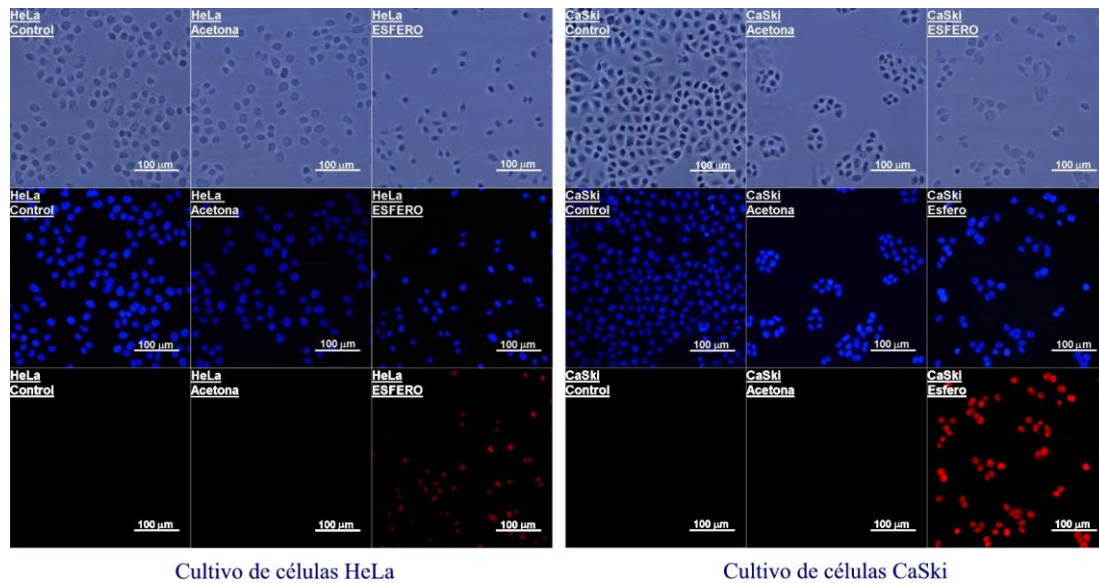 HeLa
Control
100 µm
HeLa
Acetona
100 µm
HeLa
ESFERO
100 µm
CaSki
Control
100 µm
CaSki
Acetona
100 µm
CaSki
ESFERO
100 µm
HeLa
Control
100 µm
HeLa
Acetona
100 µm
HeLa
ESFERO
100 µm
CaSki
Control
100 µm
CaSki
Acetona
100 µm
CaSki
Esfero
100 µm
HeLa
Control
100 µm
HeLa
Acetona
100 µm
HeLa
ESFERO
100 µm
CaSki
Control
100 µm
CaSki
Acetona
100 µm
CaSki
Esfero
100 µm
Cultivo de células HeLa
Cultivo de células CaSki